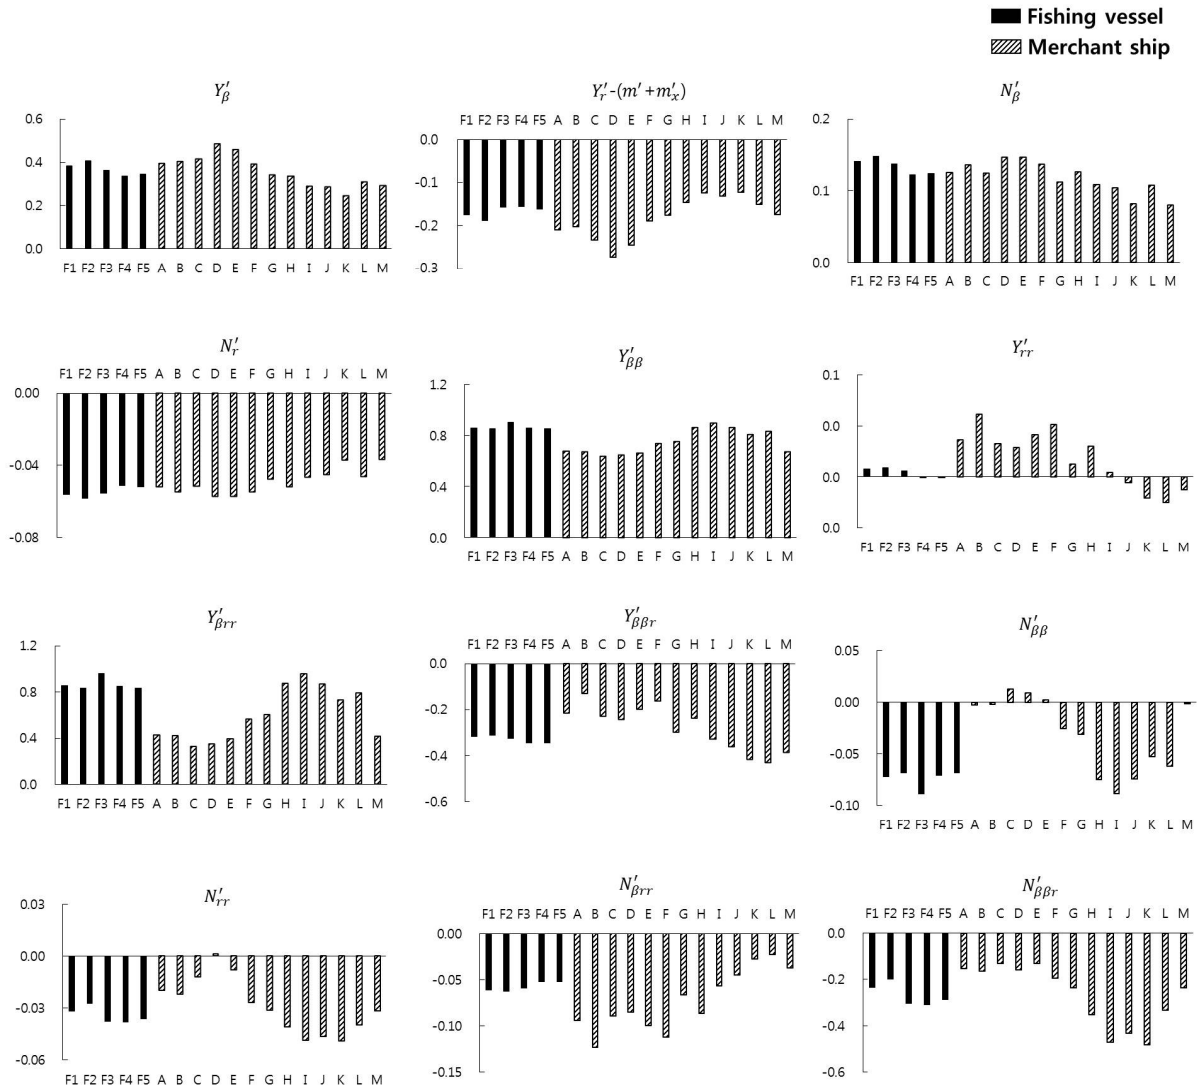 Fishing vessel
Merchant ship
Y′β
0.6
0.4
0.2
0.0
F1 F2 F3 F4 F5 A B C D E F G H I J K L M
Y′r-(m′+m′x)
F1 F2 F3 F4 F5 A B C D E F G H I J K L M
0.0
-0.1
-0.2
-0.3
N′β
0.2
0.1
0.0
F1 F2 F3 F4 F5 A B C D E F G H I J K L M
N′r
F1 F2 F3 F4 F5 A B C D E F G H I J K L M
0.00
-0.04
-0.08
Y′ββ
1.2
0.8
0.4
0.0
F1 F2 F3 F4 F5 A B C D E F G H I J K L M
Y′rr
0.1
0.0
0.0
0.0
F1 F2 F3 F4 F5 A B C D E F G H I J K L M
Y′βrr
1.2
0.8
0.4
0.0
F1 F2 F3 F4 F5 A B C D E F G H I J K L M
Y′ββr
F1 F2 F3 F4 F5 A B C D E F G H I J K L M
0.0
-0.2
-0.4
-0.6
N′ββ
0.05
0.00
-0.05
-0.10
F1 F2 F3 F4 F5 A B C D E F G H I J K L M
N′rr
0.03
0.00
-0.03
-0.06
F1 F2 F3 F4 F5 A B C D E F G H I J K L M
N′βrr
F1 F2 F3 F4 F5 A B C D E F G H I J K L M
0.00
-0.05
-0.10
-0.15
N′ββr
F1 F2 F3 F4 F5 A B C D E F G H I J K L M
0.0
-0.2
-0.4
-0.6